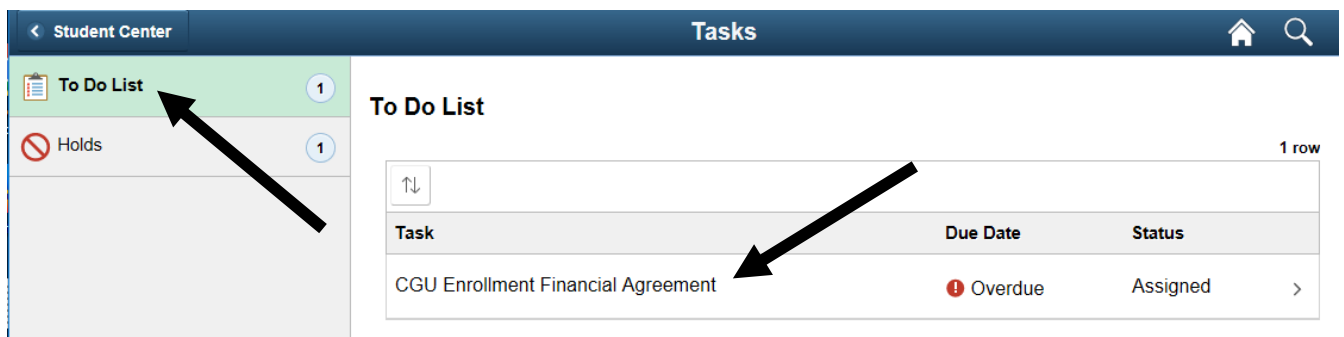 Student Center
Tasks
To Do List 1
Holds 1
To Do List
1 row
Task Due Date Status
CGU Enrollment Financial Agreement Overdue Assigned